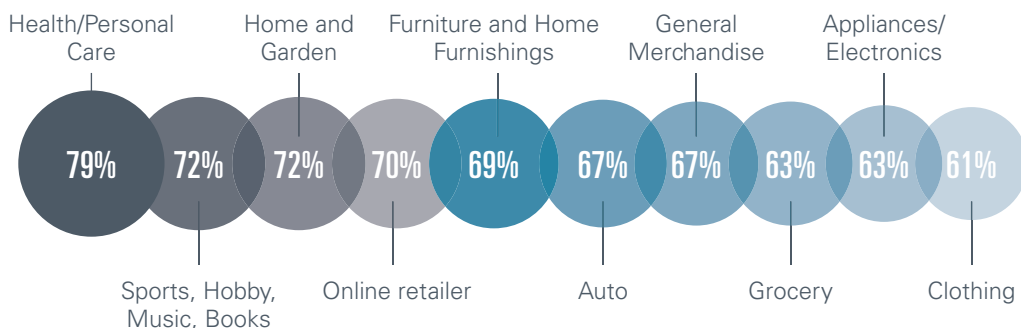 Health/Personal
Care
Home and
Garden
Furniture and Home
Furnishings
General
Merchandise
Appliances/
Electronics
79%
72%
72%
70%
69%
67%
67%
63%
63%
61%
Sports, Hobby,
Music, Books
Online retailer
Auto
Grocery
Clothing